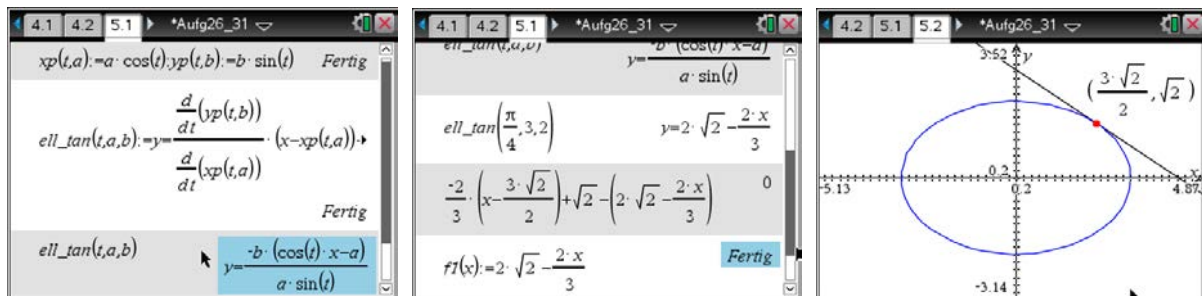 4.1 4.2 5.1 *Aufg26_31
xp(t,a):=a·cos(t):yp(t,b):=b·sin(t) Fertig
ell_tan(t,a,b):=y=(d/dt(yp(t,b)))/(d/dt(xp(t,a)))·(x-xp(t,a))
Fertig
ell_tan(t,a,b) y=(-b·(cos(t)·x-a))/(a·sin(t))
4.1 4.2 5.1 *Aufg26_31
ell_tan(t,a,b) y=(-b·(cos(t)·x-a))/(a·sin(t))
ell_tan(π/4,3,2) y=2·√2-(2·x)/3
-2/3·(x-(3·√2)/2)+√2-(2·√2-(2·x)/3) 0
f1(x):=2·√2-(2·x)/3 Fertig
4.2 5.1 5.2 *Aufg26_31
3.52 y
((3·√2)/2,√2)
0.2 x
-5.13 0.2 4.87
-3.14